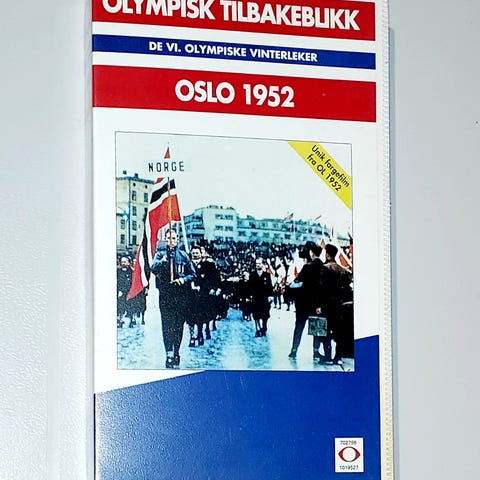 OLYMPISK TILBAKEBLIKK
DE VI. OLYMPISKE VINTERLEKER
OSLO 1952
NORGE
Unik fargefilm
fra OL 1952
702798
1019527